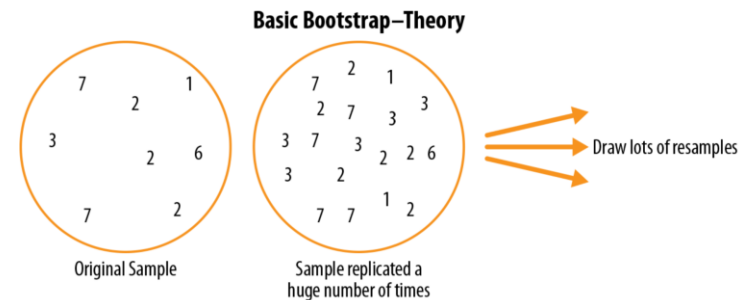 Basic Bootstrap–Theory
7 1
2
3
2 6
7 2
7 2 1
2 7 3 3
3 7 3 2 2 6
3 2
7 7 1 2
Draw lots of resamples
Original Sample
Sample replicated a
huge number of times